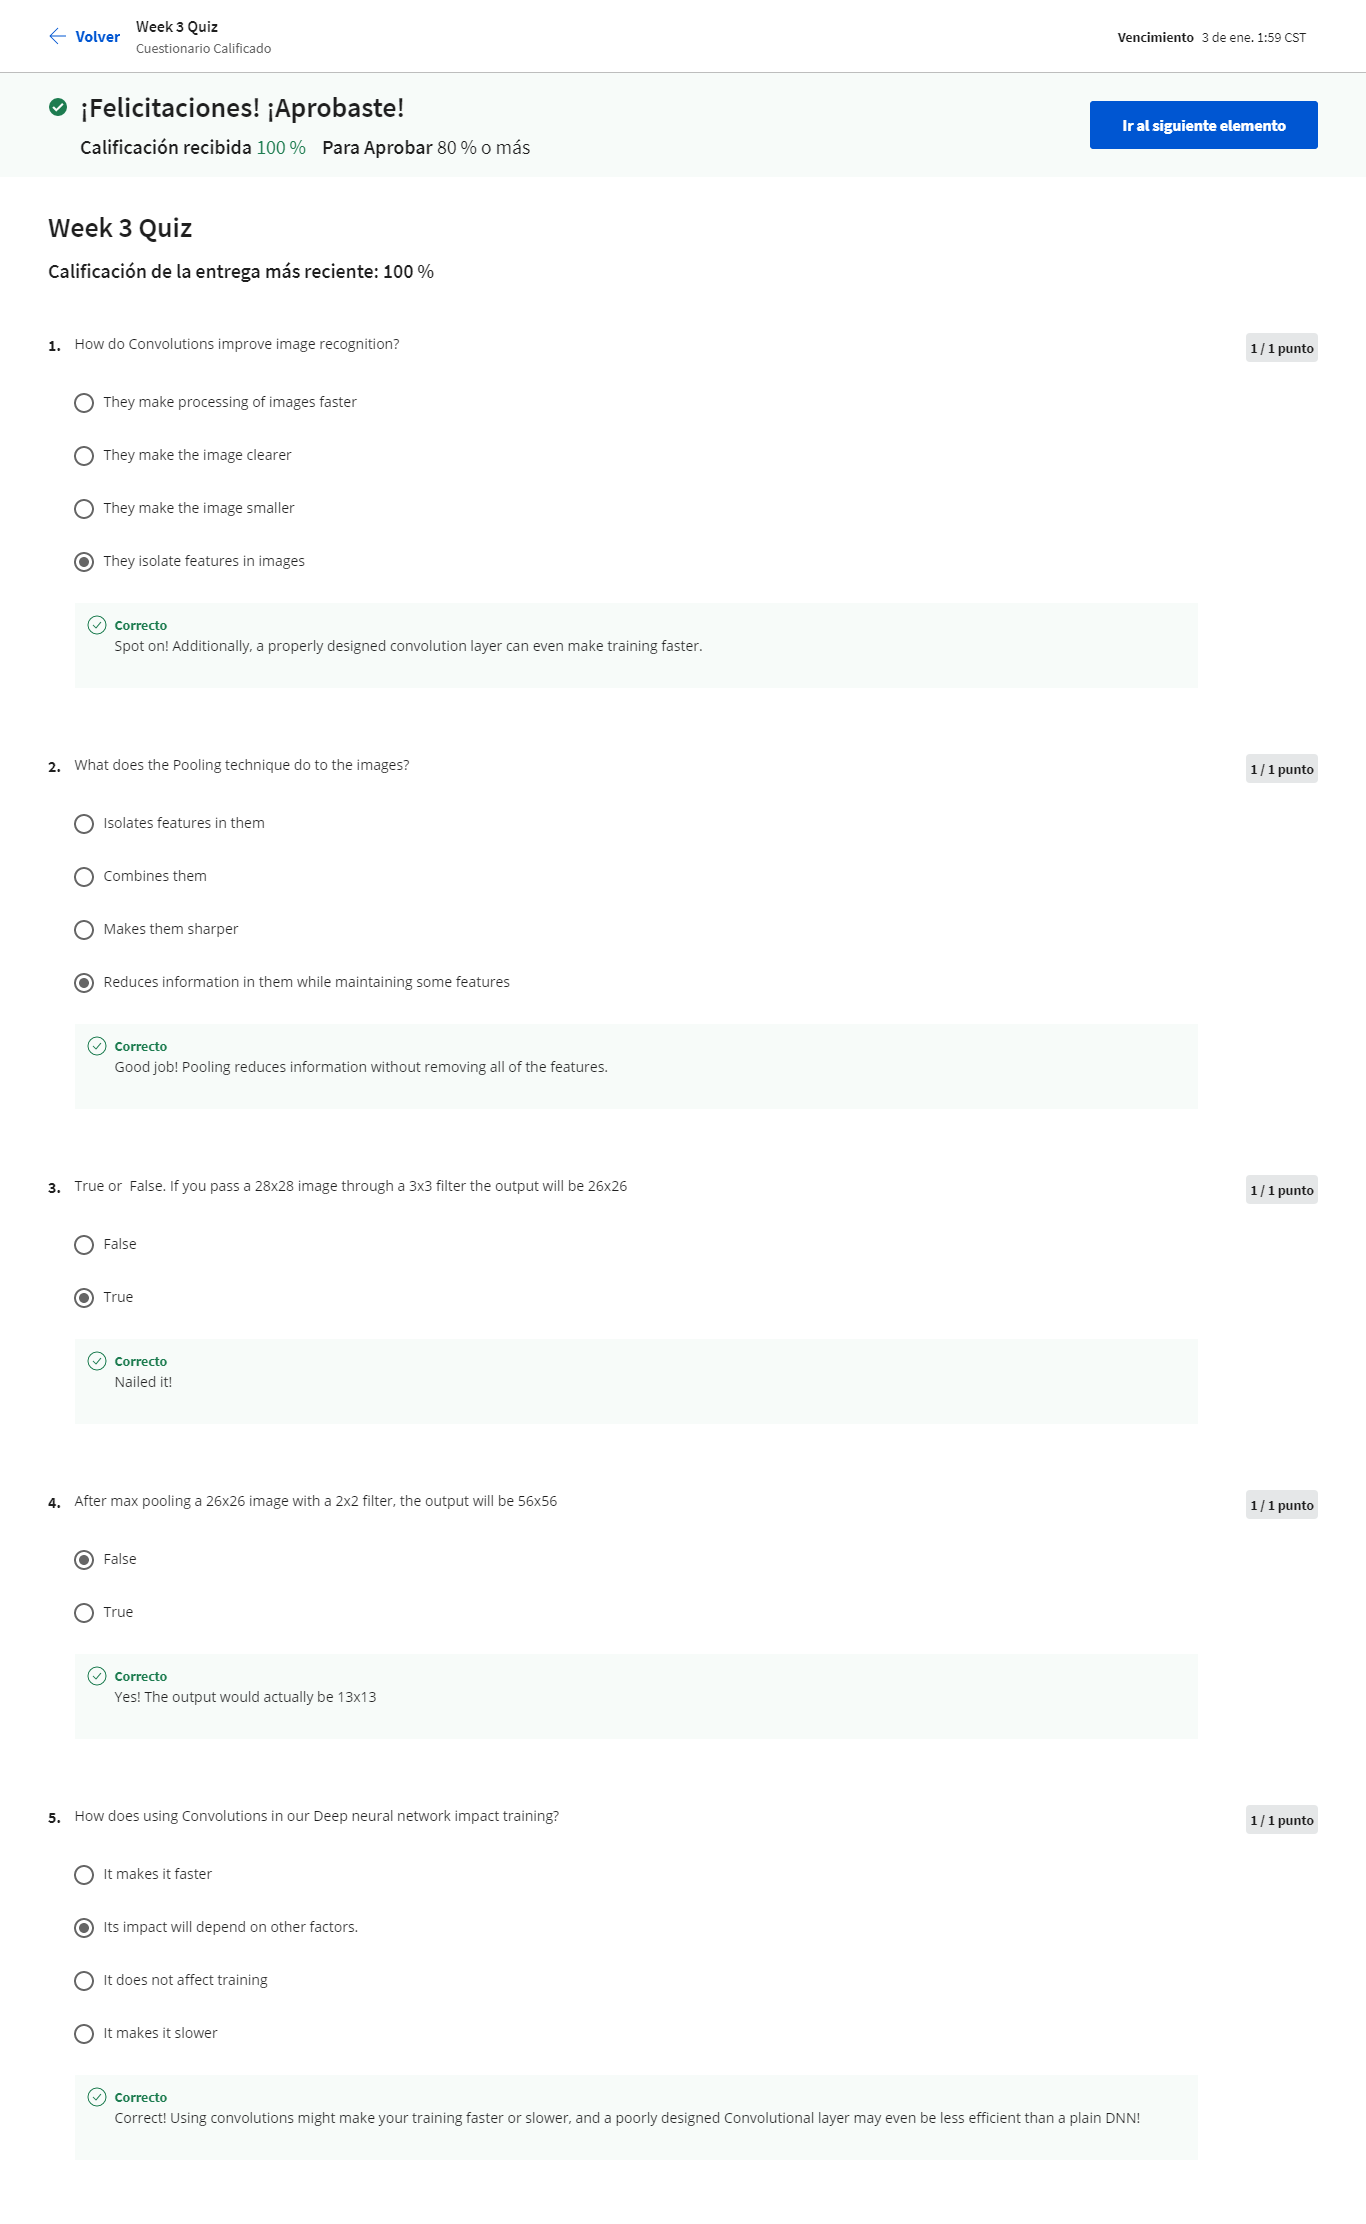 Volver
Week 3 Quiz
Cuestionario Calificado
Vencimiento 3 de ene. 1:59 CST
¡Felicitaciones! ¡Aprobaste!
Calificación recibida 100 % Para Aprobar 80 % o más
Ir al siguiente elemento
Week 3 Quiz
Calificación de la entrega más reciente: 100 %
1. How do Convolutions improve image recognition?
1 / 1 punto
They make processing of images faster
They make the image clearer
They make the image smaller
They isolate features in images
Correcto
Spot on! Additionally, a properly designed convolution layer can even make training faster.
2. What does the Pooling technique do to the images?
1 / 1 punto
Isolates features in them
Combines them
Makes them sharper
Reduces information in them while maintaining some features
Correcto
Good job! Pooling reduces information without removing all of the features.
3. True or False. If you pass a 28x28 image through a 3x3 filter the output will be 26x26
1 / 1 punto
False
True
Correcto
Nailed it!
4. After max pooling a 26x26 image with a 2x2 filter, the output will be 56x56
1 / 1 punto
False
True
Correcto
Yes! The output would actually be 13x13
5. How does using Convolutions in our Deep neural network impact training?
1 / 1 punto
It makes it faster
Its impact will depend on other factors.
It does not affect training
It makes it slower
Correcto
Correct! Using convolutions might make your training faster or slower, and a poorly designed Convolutional layer may even be less efficient than a plain DNN!